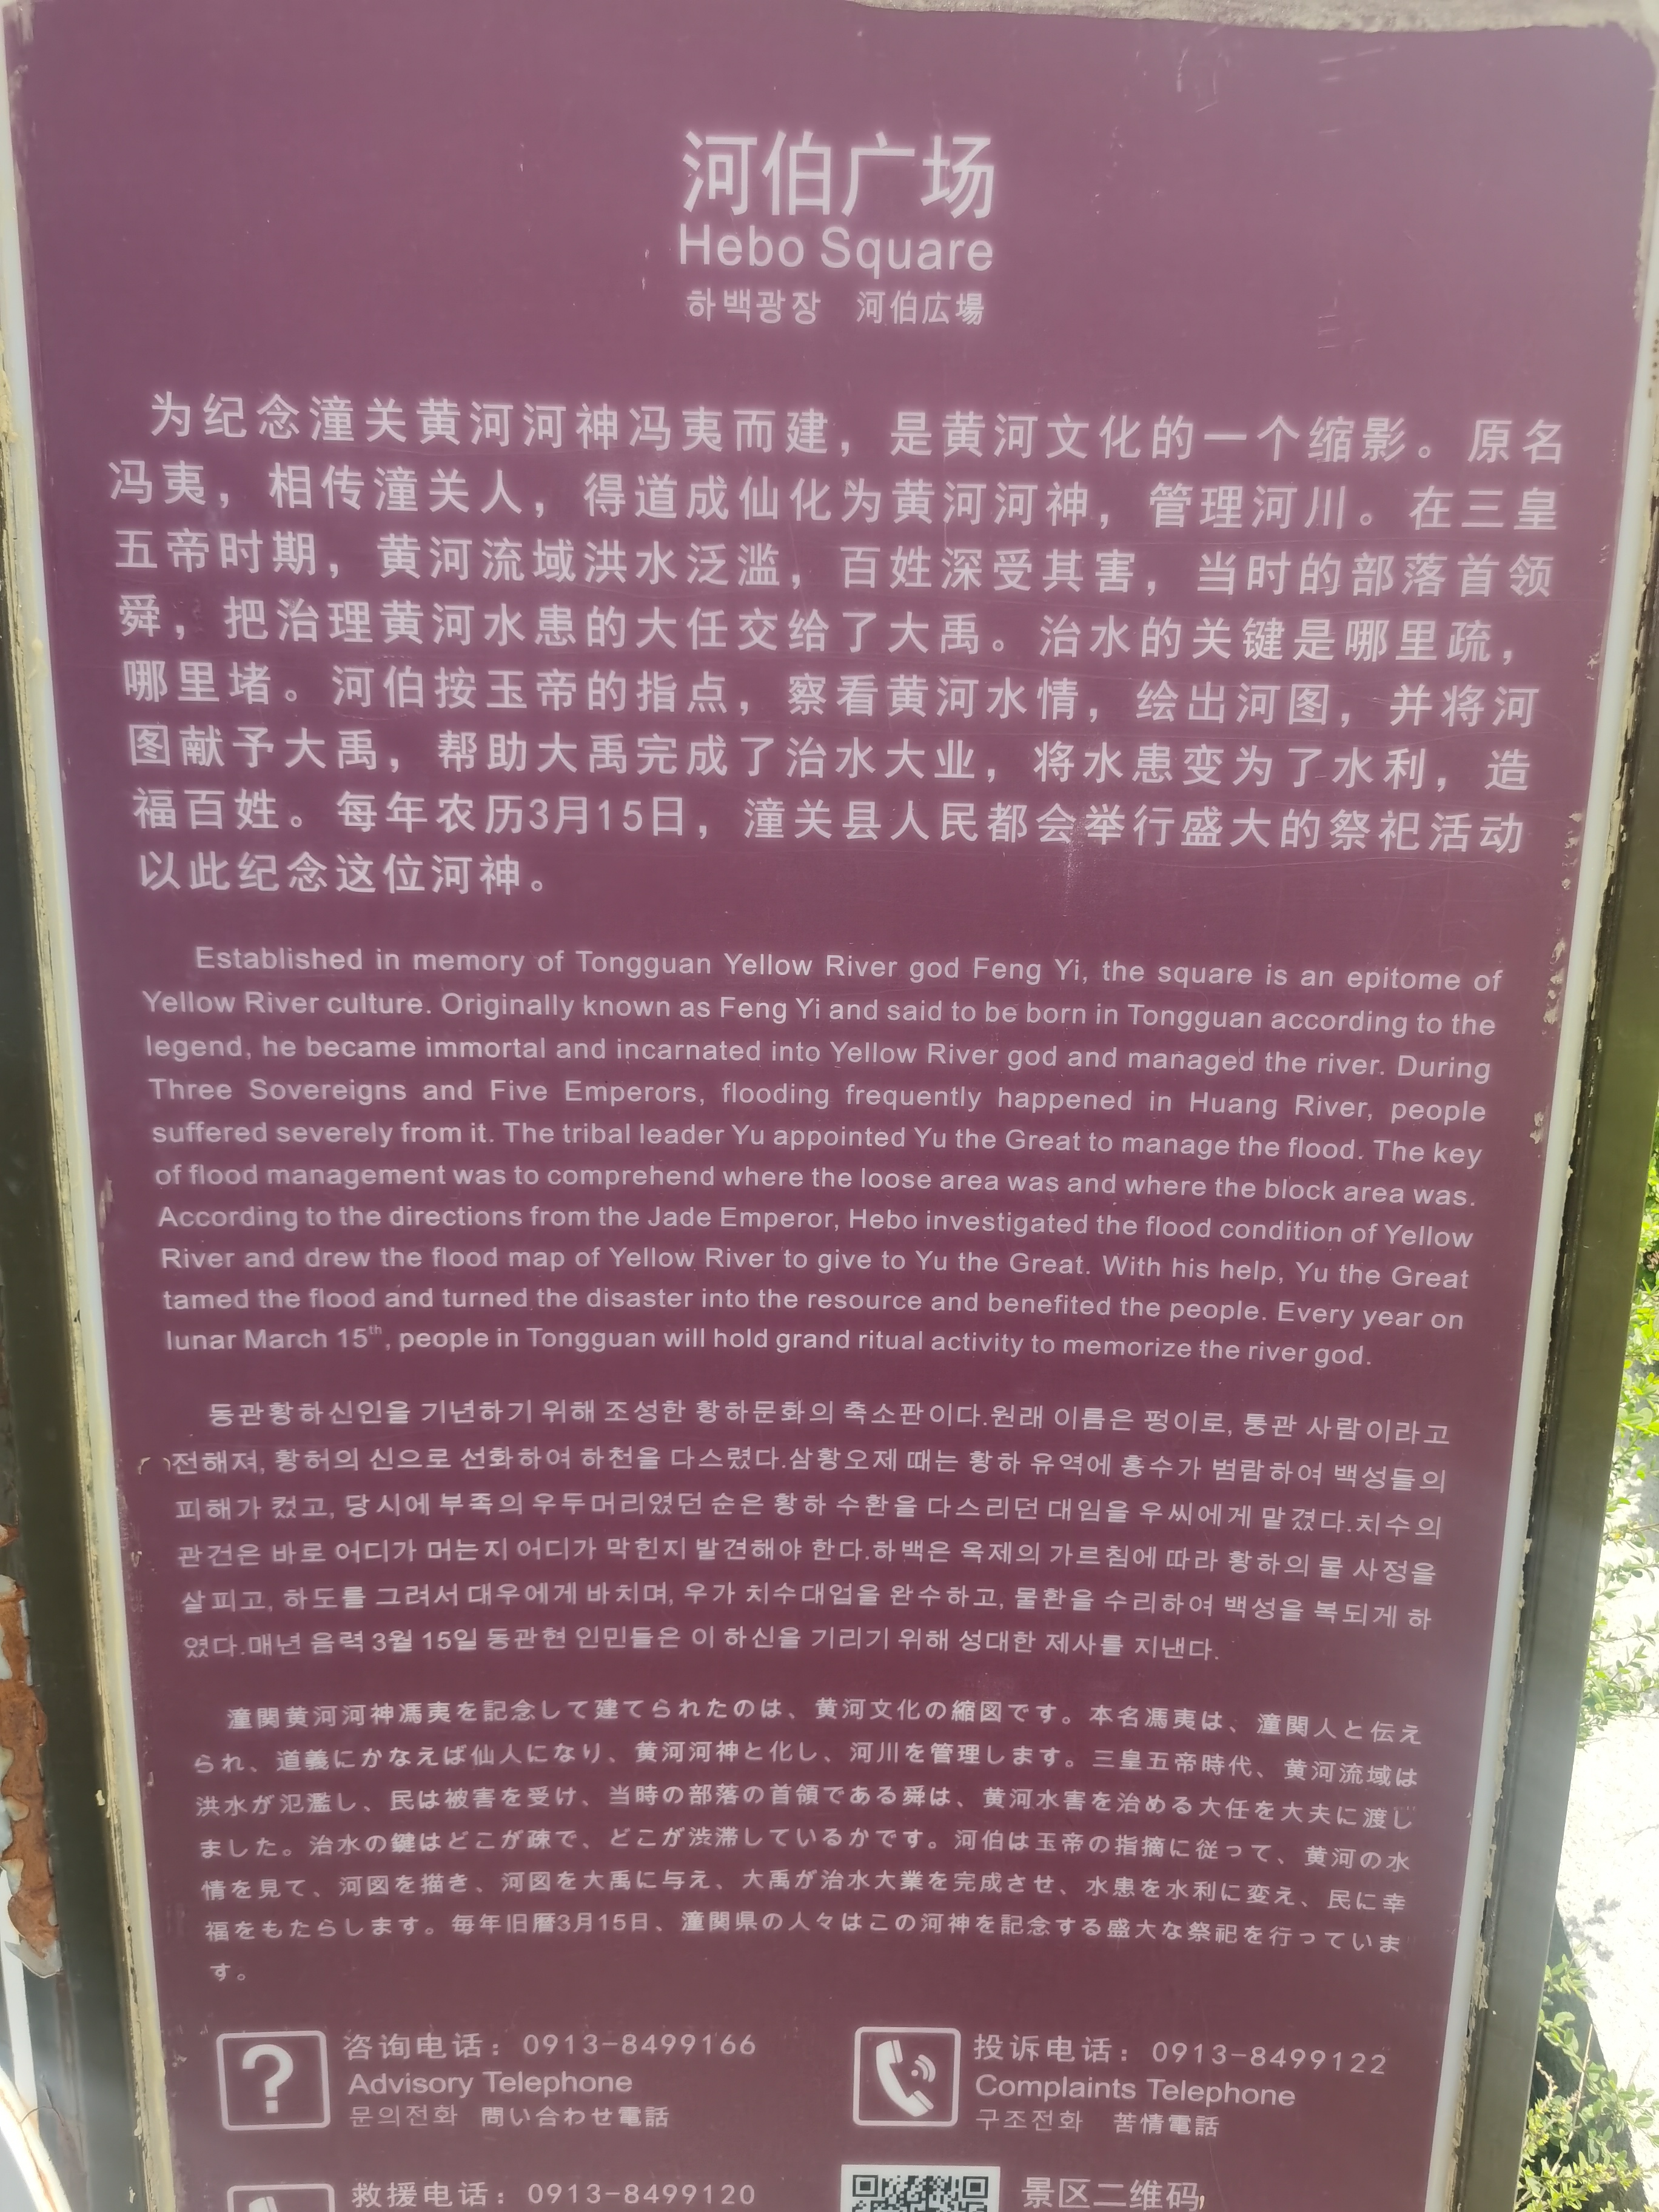 河伯广场
Hebo Square
하백광장 河伯広場
为纪念潼关黄河河神冯夷而建，是黄河文化的一个缩影。原名
冯夷，相传潼关人，得道成仙化为黄河河神，管理河川。在三皇
五帝时期，黄河流域洪水泛滥，百姓深受其害，当时的部落首领
舜，把治理黄河水患的大任交给了大禹。治水的关键是哪里疏，
哪里堵。河伯按玉帝的指点，察看黄河水情，绘出河图，并将河
图献予大禹，帮助大禹完成了治水大业，将水患变为了水利，造
福百姓。每年农历3月15日，潼关县人民都会举行盛大的祭祀活动
以此纪念这位河神。
Established in memory of Tongguan Yellow River god Feng Yi, the square is an epitome of
Yellow River culture. Originally known as Feng Yi and said to be born in Tongguan according to the
legend, he became immortal and incarnated into Yellow River god and managed the river. During
Three Sovereigns and Five Emperors, flooding frequently happened in Huang River, people
suffered severely from it. The tribal leader Yu appointed Yu the Great to manage the flood. The key
of flood management was to comprehend where the loose area was and where the block area was.
According to the directions from the Jade Emperor, Hebo investigated the flood condition of Yellow
River and drew the flood map of Yellow River to give to Yu the Great. With his help, Yu the Great
tamed the flood and turned the disaster into the resource and benefited the people. Every year on
lunar March 15th, people in Tongguan will hold grand ritual activity to memorize the river god.
동관황하신인을 기년하기 위해 조성한 황하문화의 축소판이다.원래 이름은 펑이로, 퉁관 사람이라고
전해져, 황허의 신으로 선화하여 하천을 다스렸다.삼황오제 때는 황하 유역에 홍수가 범람하여 백성들의
피해가 컸고, 당시에 부족의 우두머리였던 순은 황하 수환을 다스리던 대임을 우씨에게 맡겼다.치수의
관건은 바로 어디가 머는지 어디가 막힌지 발견해야 한다.하백은 옥제의 가르침에 따라 황하의 물 사정을
살피고, 하도를 그려서 대우에게 바치며, 우가 치수대업을 완수하고, 물환을 수리하여 백성을 복되게 하
였다.매년 음력 3월 15일 동관현 인민들은 이 하신을 기리기 위해 성대한 제사를 지낸다.
潼関黄河河神馮夷を記念して建てられたのは、黄河文化の縮図です。本名馮夷は、潼関人と伝え
られ、道義にかなえば仙人になり、黄河河神と化し、河川を管理します。三皇五帝時代、黄河流域は
洪水が氾濫し、民は被害を受け、当時の部落の首領である舜は、黄河水害を治める大任を大夫に渡し
ました。治水の鍵はどこが疎で、どこが渋滞しているかです。河伯は玉帝の指摘に従って、黄河の水
情を見て、河図を描き、河図を大禹に与え、大禹が治水大業を完成させ、水患を水利に変え、民に幸
福をもたらします。毎年旧暦3月15日、潼関県の人々はこの河神を記念する盛大な祭祀を行っていま
す。
咨询电话：0913-8499166
Advisory Telephone
문의전화 問い合わせ電話
投诉电话：0913-8499122
Complaints Telephone
구조전화 苦情電話
救援电话：0913-8499120
景区二维码